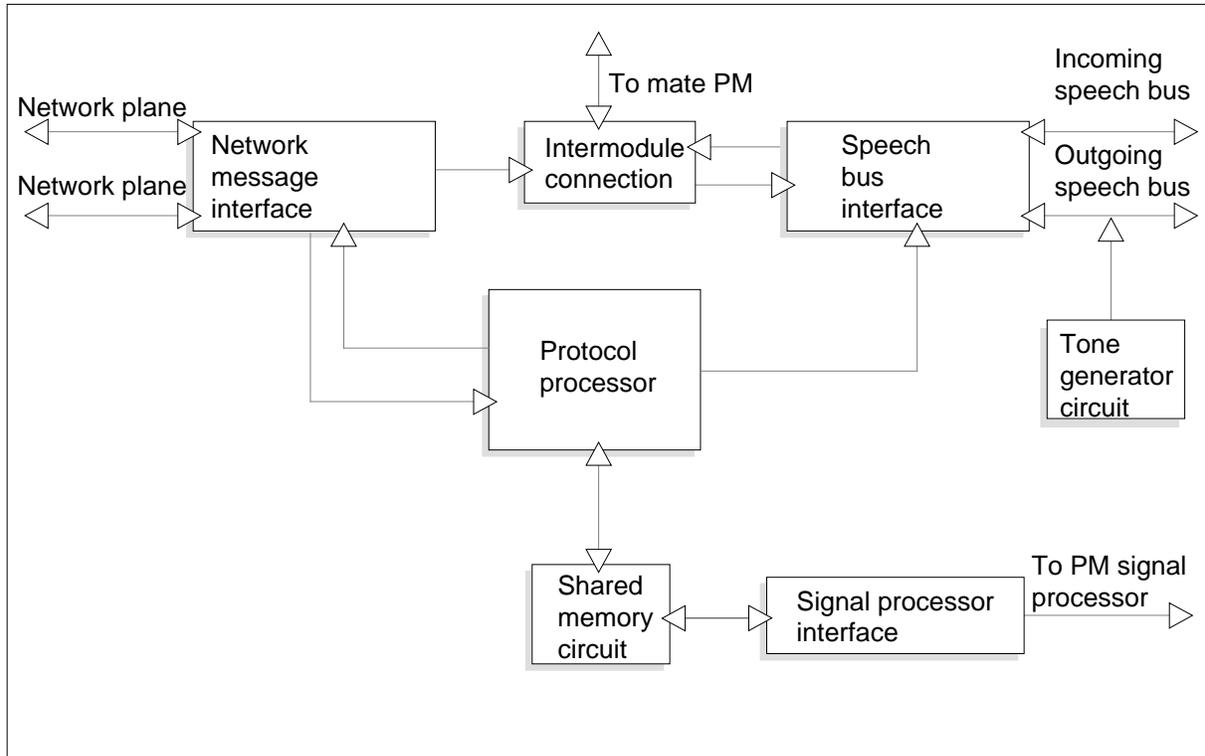 To mate PM
Incoming
speech bus
Network plane
Network
message
interface
Intermodule
connection
Speech
bus
interface
Outgoing
speech bus
Network plane
Protocol
processor
Tone
generator
circuit
Shared
memory
circuit
Signal processor
interface
To PM signal
processor